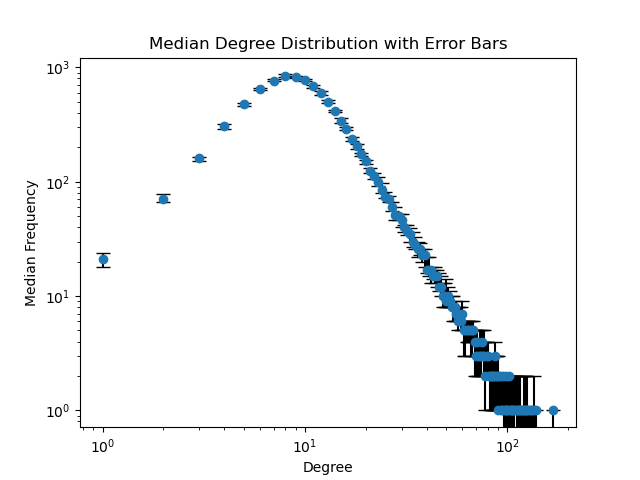 Median Degree Distribution with Error Bars
10³
10²
10¹
10⁰
Median Frequency
10⁰ 10¹ 10²
Degree